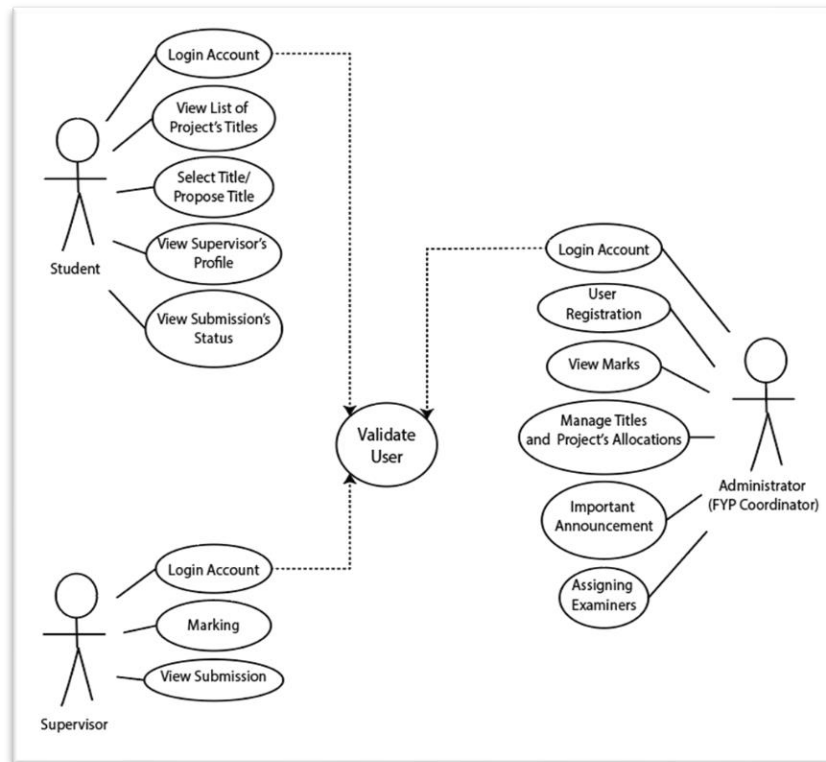 Login Account
View List of
Project's Titles
Select Title/
Propose Title
View Supervisor's
Profile
View Submission's
Status
Student
Login Account
User
Registration
View Marks
Manage Titles
and Project's Allocations
Important
Announcement
Assigning
Examiners
Administrator
(FYP Coordinator)
Validate
User
Login Account
Marking
View Submission
Supervisor